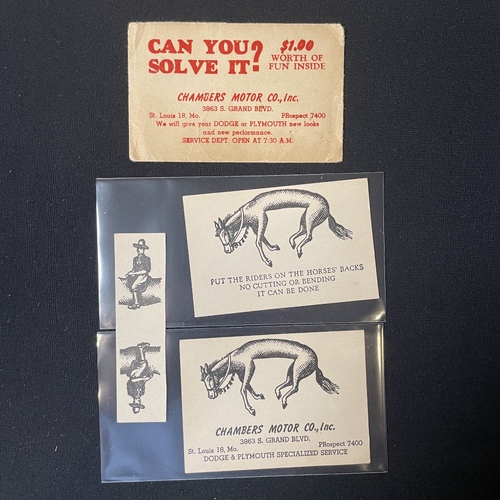 CAN YOU
SOLVE IT?
$1.00
WORTH OF
FUN INSIDE
CHAMBERS MOTOR CO., Inc.
3863 S. GRAND BLVD.
St. Louis 18, Mo. PRospect 7400
We will give your DODGE or PLYMOUTH new looks
and new performance.
SERVICE DEPT. OPEN AT 7:30 A.M.
PUT THE RIDERS ON THE HORSES' BACKS
NO CUTTING OR BENDING
IT CAN BE DONE
CHAMBERS MOTOR CO., Inc.
3863 S. GRAND BLVD.
St. Louis 18, Mo. PRospect 7400
DODGE & PLYMOUTH SPECIALIZED SERVICE